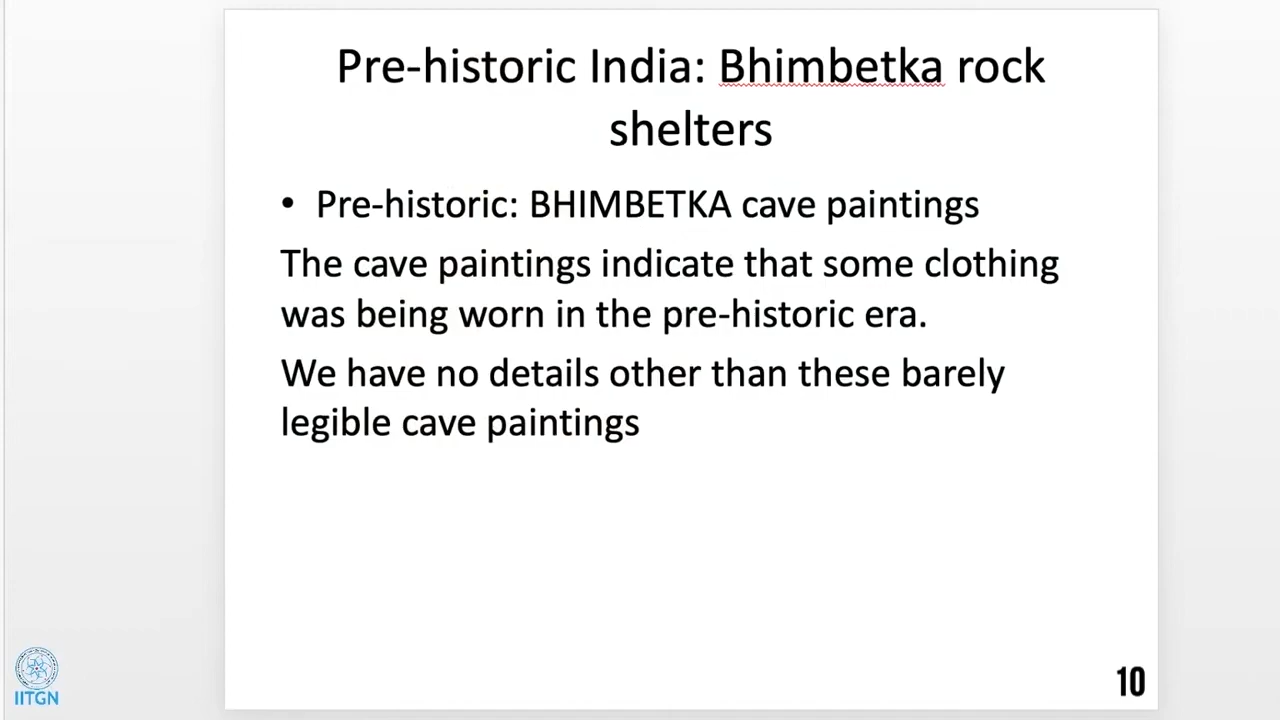 Pre-historic India: Bhimbetka rock
shelters
• Pre-historic: BHIMBETKA cave paintings
The cave paintings indicate that some clothing
was being worn in the pre-historic era.
We have no details other than these barely
legible cave paintings
IITGN
10